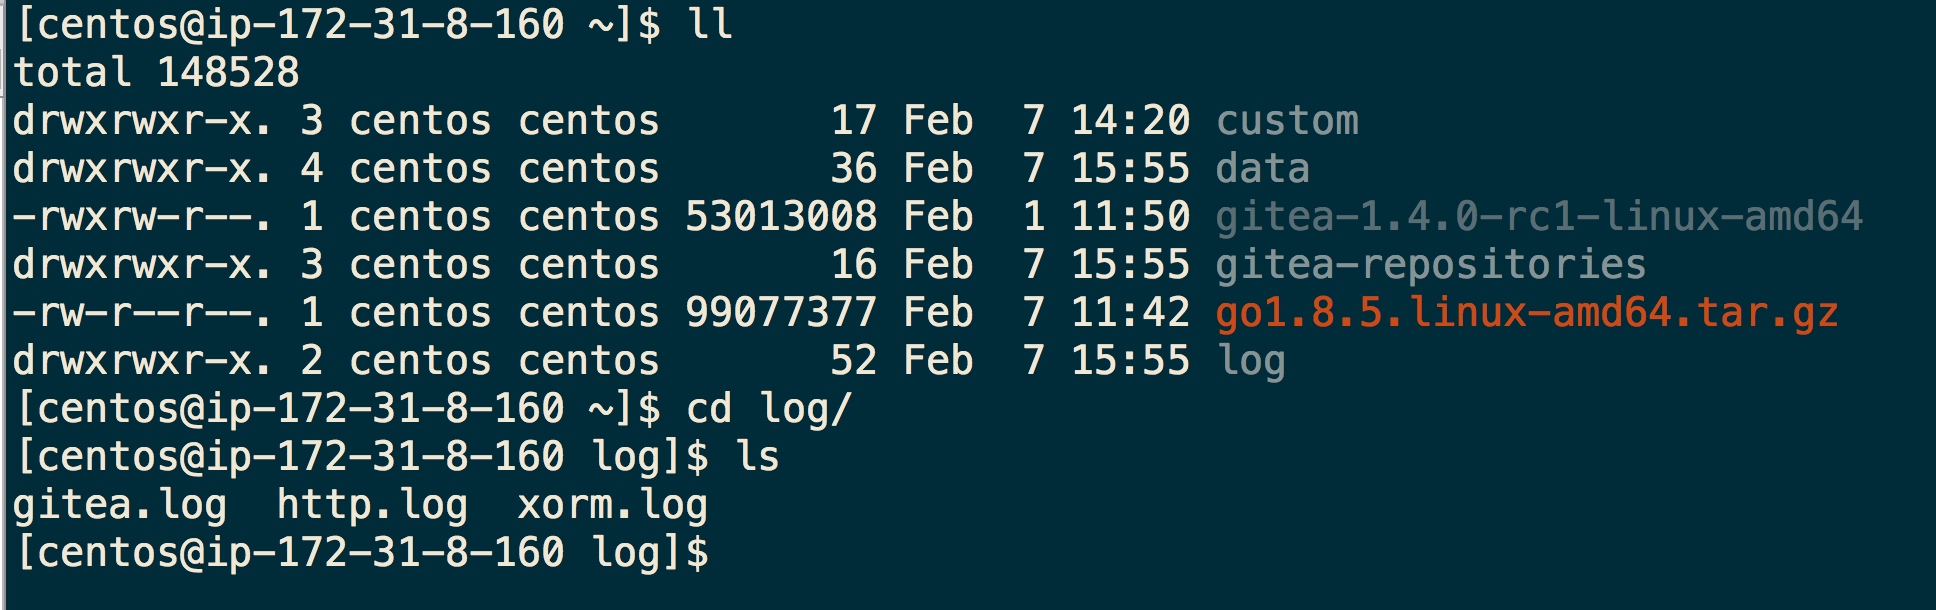 [centos@ip-172-31-8-160 ~]$ ll
total 148528
drwxrwxr-x. 3 centos centos       17 Feb  7 14:20 custom
drwxrwxr-x. 4 centos centos       36 Feb  7 15:55 data
-rwxrw-r--. 1 centos centos 53013008 Feb  1 11:50 gitea-1.4.0-rc1-linux-amd64
drwxrwxr-x. 3 centos centos       16 Feb  7 15:55 gitea-repositories
-rw-r--r--. 1 centos centos 99077377 Feb  7 11:42 go1.8.5.linux-amd64.tar.gz
drwxrwxr-x. 2 centos centos       52 Feb  7 15:55 log
[centos@ip-172-31-8-160 ~]$ cd log/
[centos@ip-172-31-8-160 log]$ ls
gitea.log  http.log  xorm.log
[centos@ip-172-31-8-160 log]$